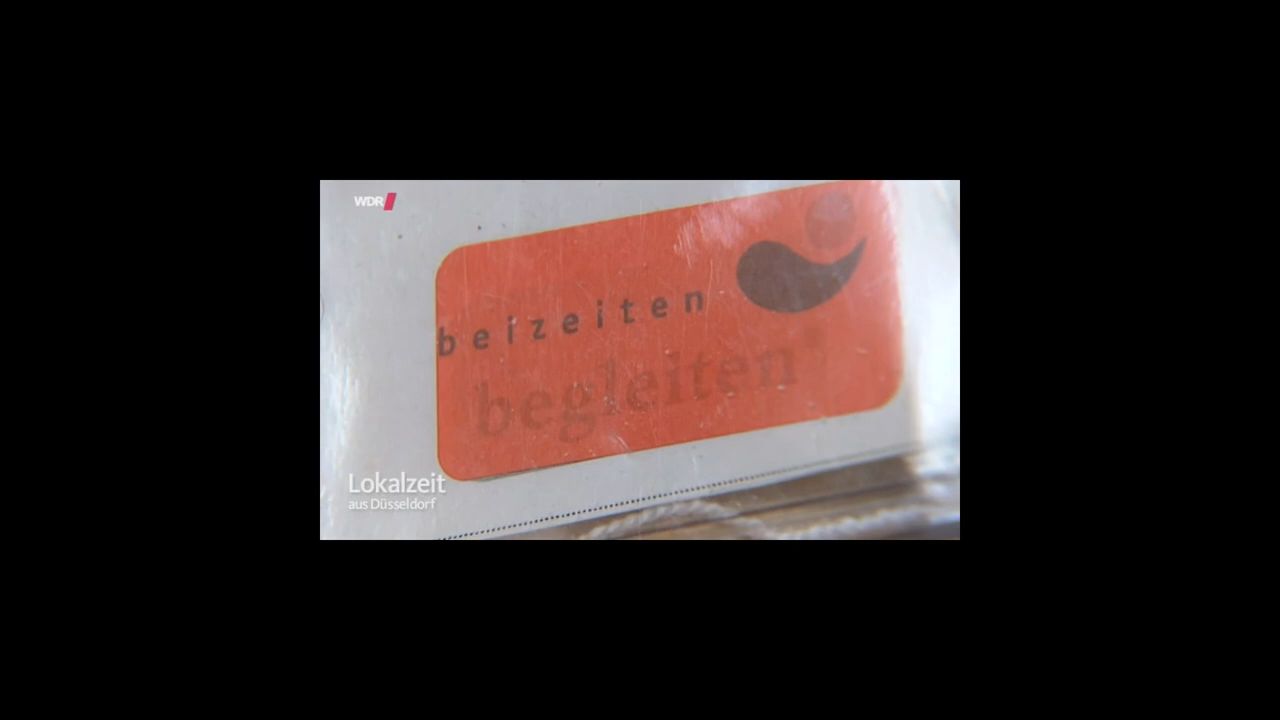 WDR
beizeiten
begleiten®
Lokalzeit
aus Düsseldorf